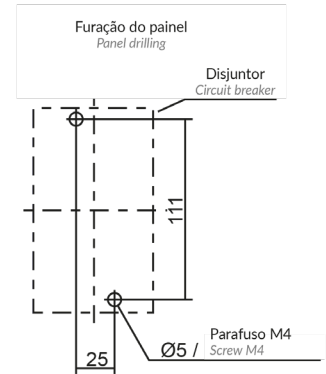 Furação do painel
Panel drilling
Disjuntor
Circuit breaker
111
Parafuso M4
Ø5 / Screw M4
25